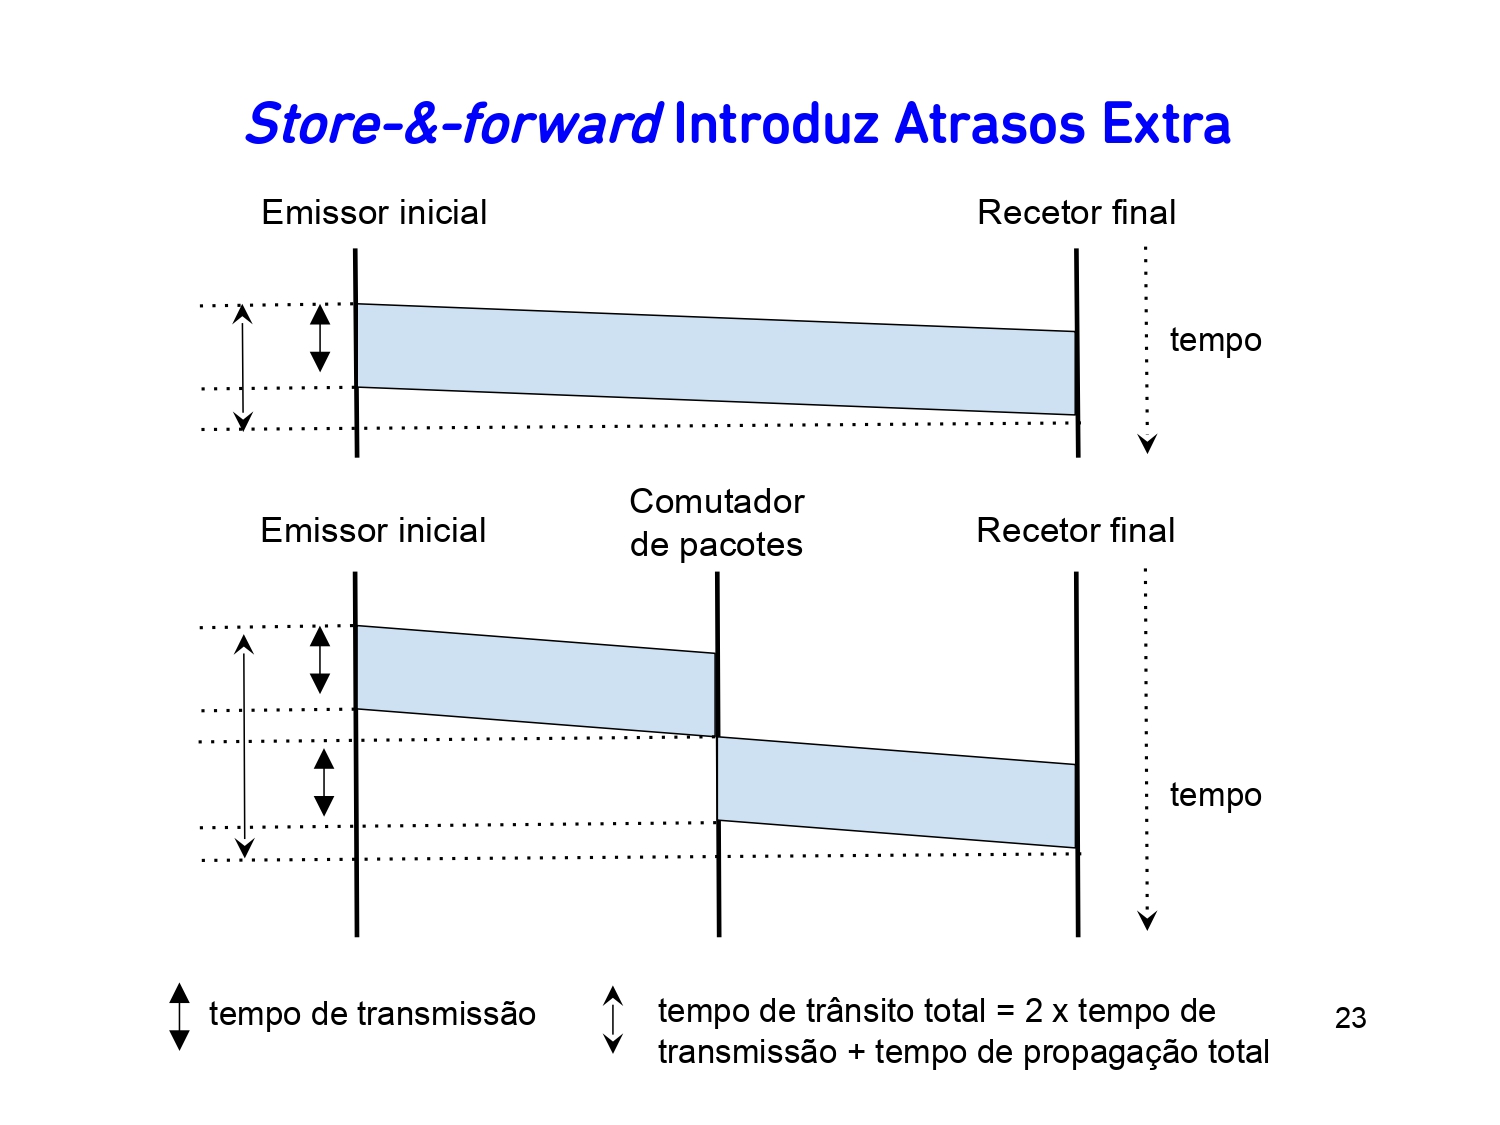 Store-&-forward Introduz Atrasos Extra
Emissor inicial
Recetor final
tempo
Comutador
de pacotes
Emissor inicial
Recetor final
tempo
tempo de transmissão
tempo de trânsito total = 2 x tempo de
transmissão + tempo de propagação total
23